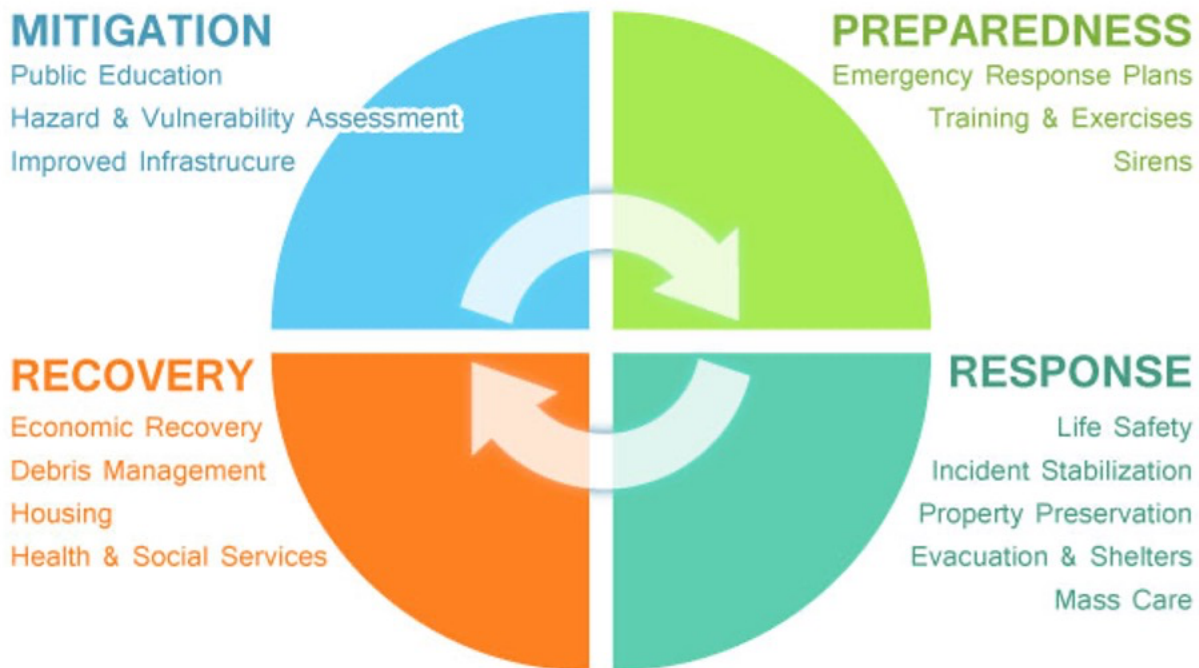 MITIGATION
Public Education
Hazard & Vulnerability Assessment
Improved Infrastrucure
PREPAREDNESS
Emergency Response Plans
Training & Exercises
Sirens
RECOVERY
Economic Recovery
Debris Management
Housing
Health & Social Services
RESPONSE
Life Safety
Incident Stabilization
Property Preservation
Evacuation & Shelters
Mass Care